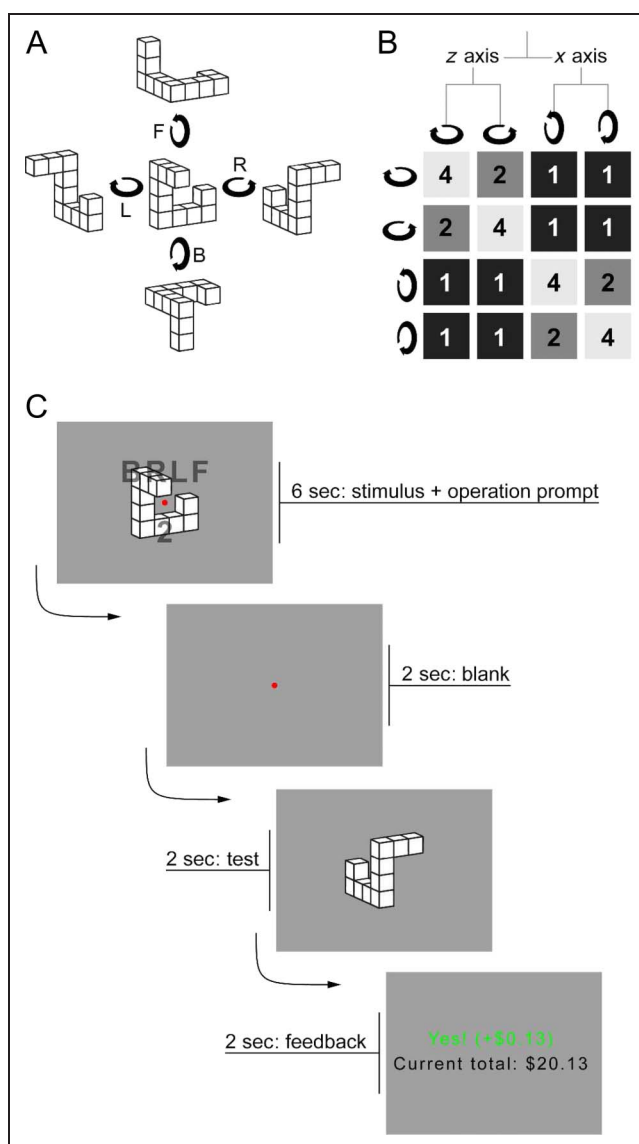 A
F
L
R
B
B
z axis
x axis
4 2 1 1
2 4 1 1
1 1 4 2
1 1 2 4
C
BRLF
2
6 sec: stimulus + operation prompt
2 sec: blank
2 sec: test
2 sec: feedback
Yes! (+$0.13)
Current total: $20.13